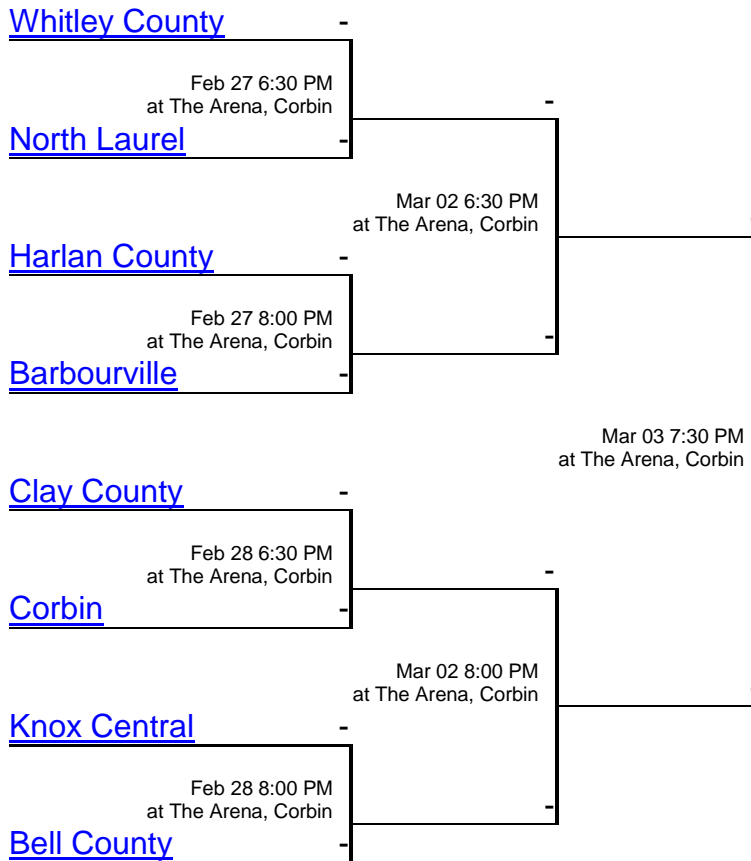 Whitley County -
Feb 27 6:30 PM
at The Arena, Corbin
-
North Laurel -
Mar 02 6:30 PM
at The Arena, Corbin
Harlan County -
Feb 27 8:00 PM
at The Arena, Corbin
-
Barbourville -
Mar 03 7:30 PM
at The Arena, Corbin
Clay County -
Feb 28 6:30 PM
at The Arena, Corbin
-
Corbin -
Mar 02 8:00 PM
at The Arena, Corbin
Knox Central -
Feb 28 8:00 PM
at The Arena, Corbin
-
Bell County -